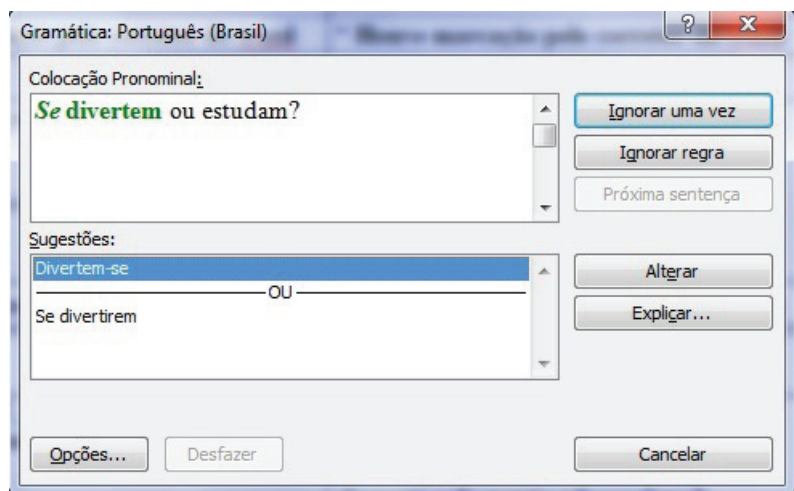 Gramática: Português (Brasil)
Colocação Pronominal:
Se divertem ou estudam?
Ignorar uma vez
Ignorar regra
Próxima sentença
Sugestões:
Divertem-se
OU
Se divertirem
Alterar
Explicar...
Opções...
Desfazer
Cancelar